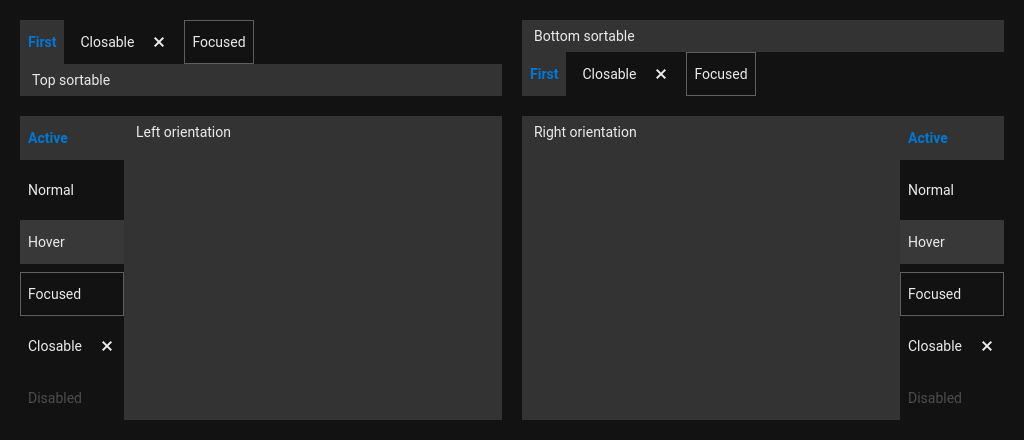 First Closable × Focused
Top sortable
Bottom sortable
First Closable × Focused
Active
Normal
Hover
Focused
Closable ×
Disabled
Left orientation
Right orientation
Active
Normal
Hover
Focused
Closable ×
Disabled